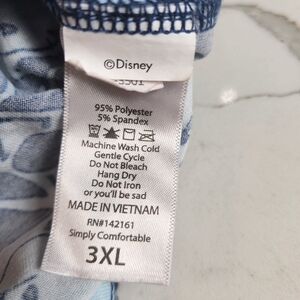 ©Disney
95% Polyester
5% Spandex
Machine Wash Cold
Gentle Cycle
Do Not Bleach
Hang Dry
Do Not Iron
or you'll be sad
MADE IN VIETNAM
RN#142161
Simply Comfortable
3XL